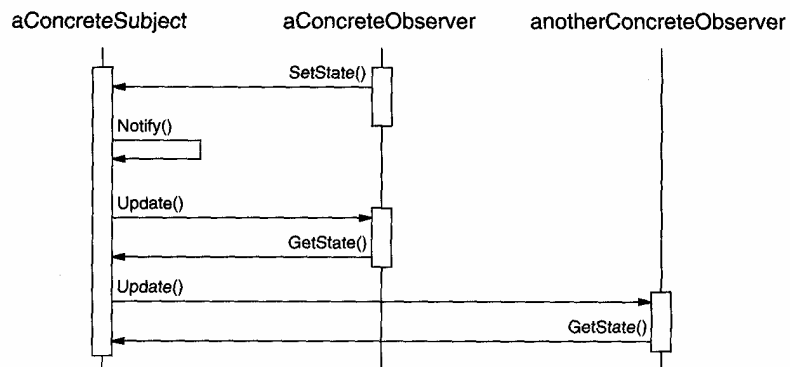 aConcreteSubject aConcreteObserver anotherConcreteObserver
SetState()
Notify()
Update()
GetState()
Update()
GetState()